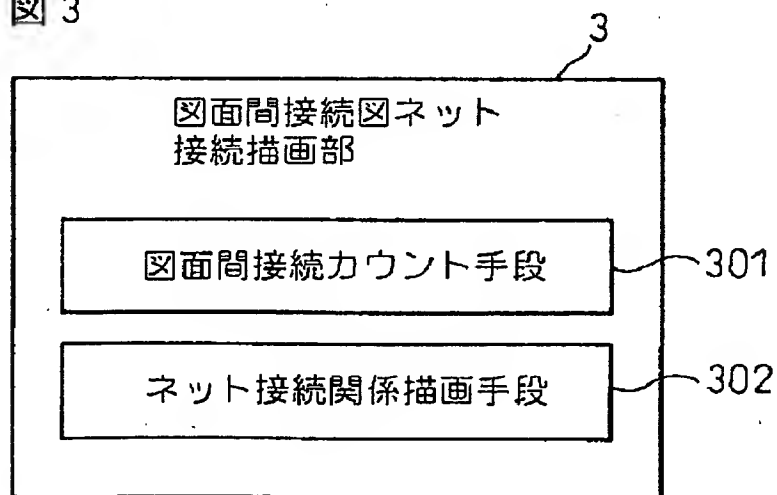 図 3
3
図面間接続図ネット
接続描画部
図面間接続カウント手段
301
ネット接続関係描画手段
302